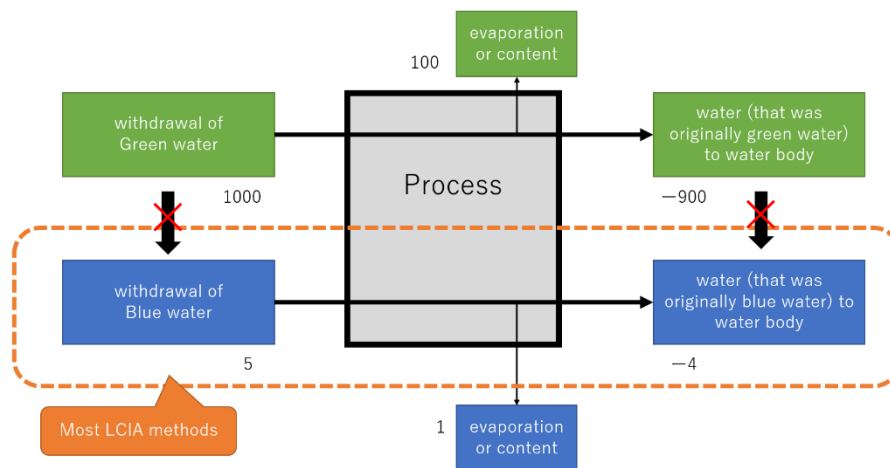 evaporation
or content
100
withdrawal of
Green water
water (that was
originally green water)
to water body
Process
1000
－900
withdrawal of
Blue water
water (that was
originally blue water) to
water body
5
－4
Most LCIA methods
1
evaporation
or content